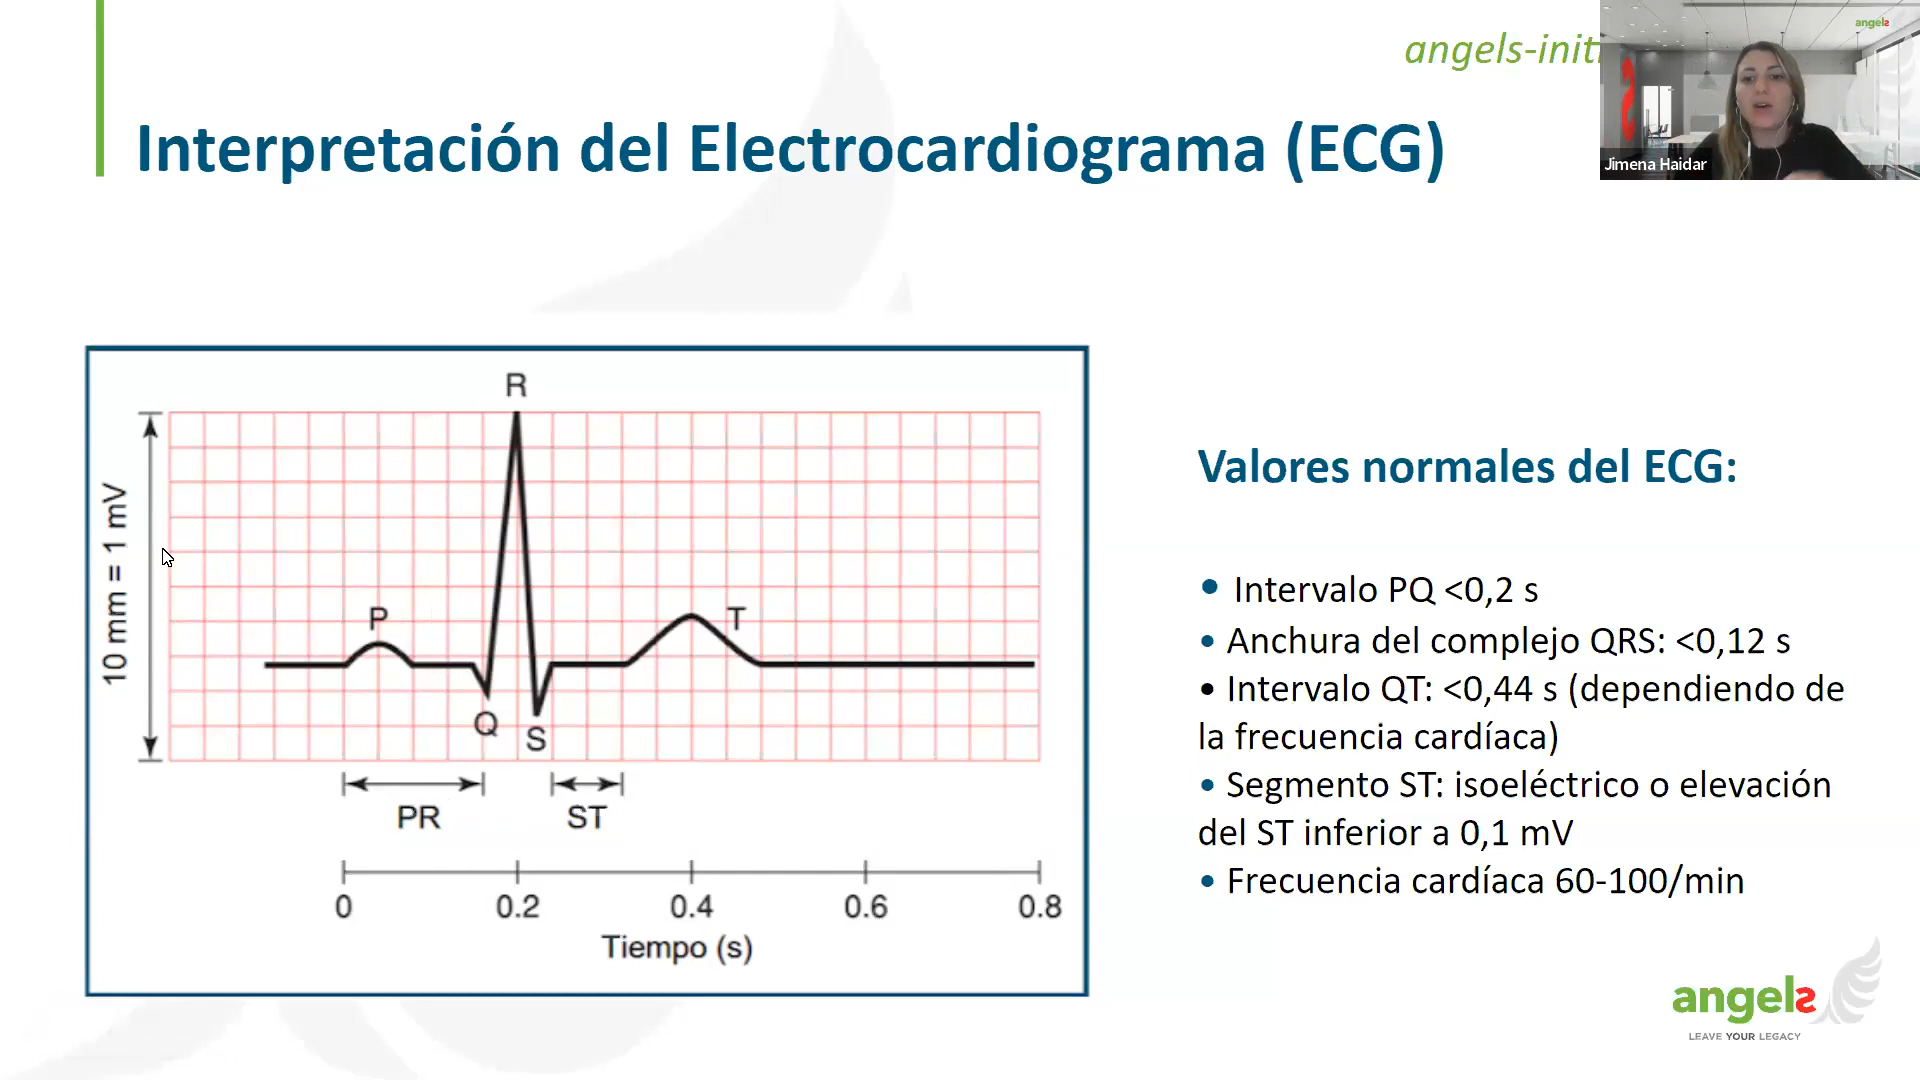 angels-initi
angels
Jimena Haidar
Interpretación del Electrocardiograma (ECG)
R
10 mm = 1 mV
P
T
Q
S
PR
ST
0
0.2
0.4
0.6
0.8
Tiempo (s)
Valores normales del ECG:
• Intervalo PQ <0,2 s
• Anchura del complejo QRS: <0,12 s
• Intervalo QT: <0,44 s (dependiendo de
la frecuencia cardíaca)
• Segmento ST: isoeléctrico o elevación
del ST inferior a 0,1 mV
• Frecuencia cardíaca 60-100/min
angels
LEAVE YOUR LEGACY